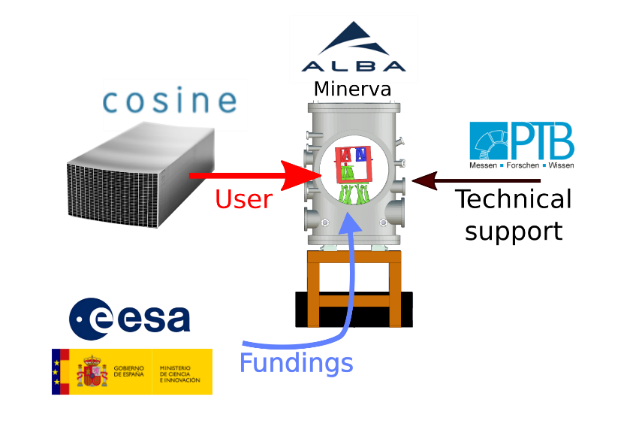 ALBA
Minerva
cosine
User
PTB
Messen ▪ Forschen ▪ Wissen
Technical
support
esa
GOBIERNO
DE ESPAÑA
MINISTERIO
DE CIENCIA
E INNOVACIÓN
Fundings